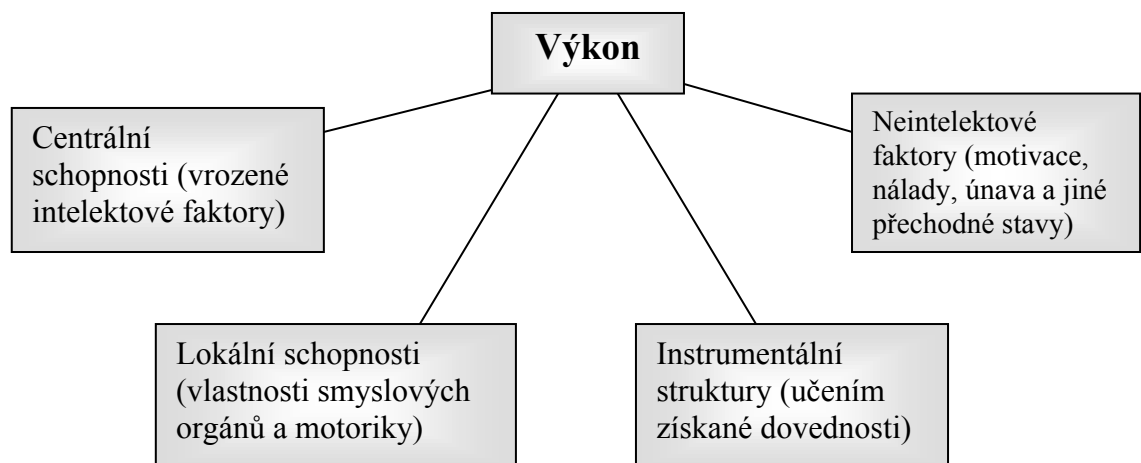 Výkon
Centrální
schopnosti (vrozené
intelektové faktory)
Neintelektové
faktory (motivace,
nálady, únava a jiné
přechodné stavy)
Lokální schopnosti
(vlastnosti smyslových
orgánů a motoriky)
Instrumentální
struktury (učením
získané dovednosti)